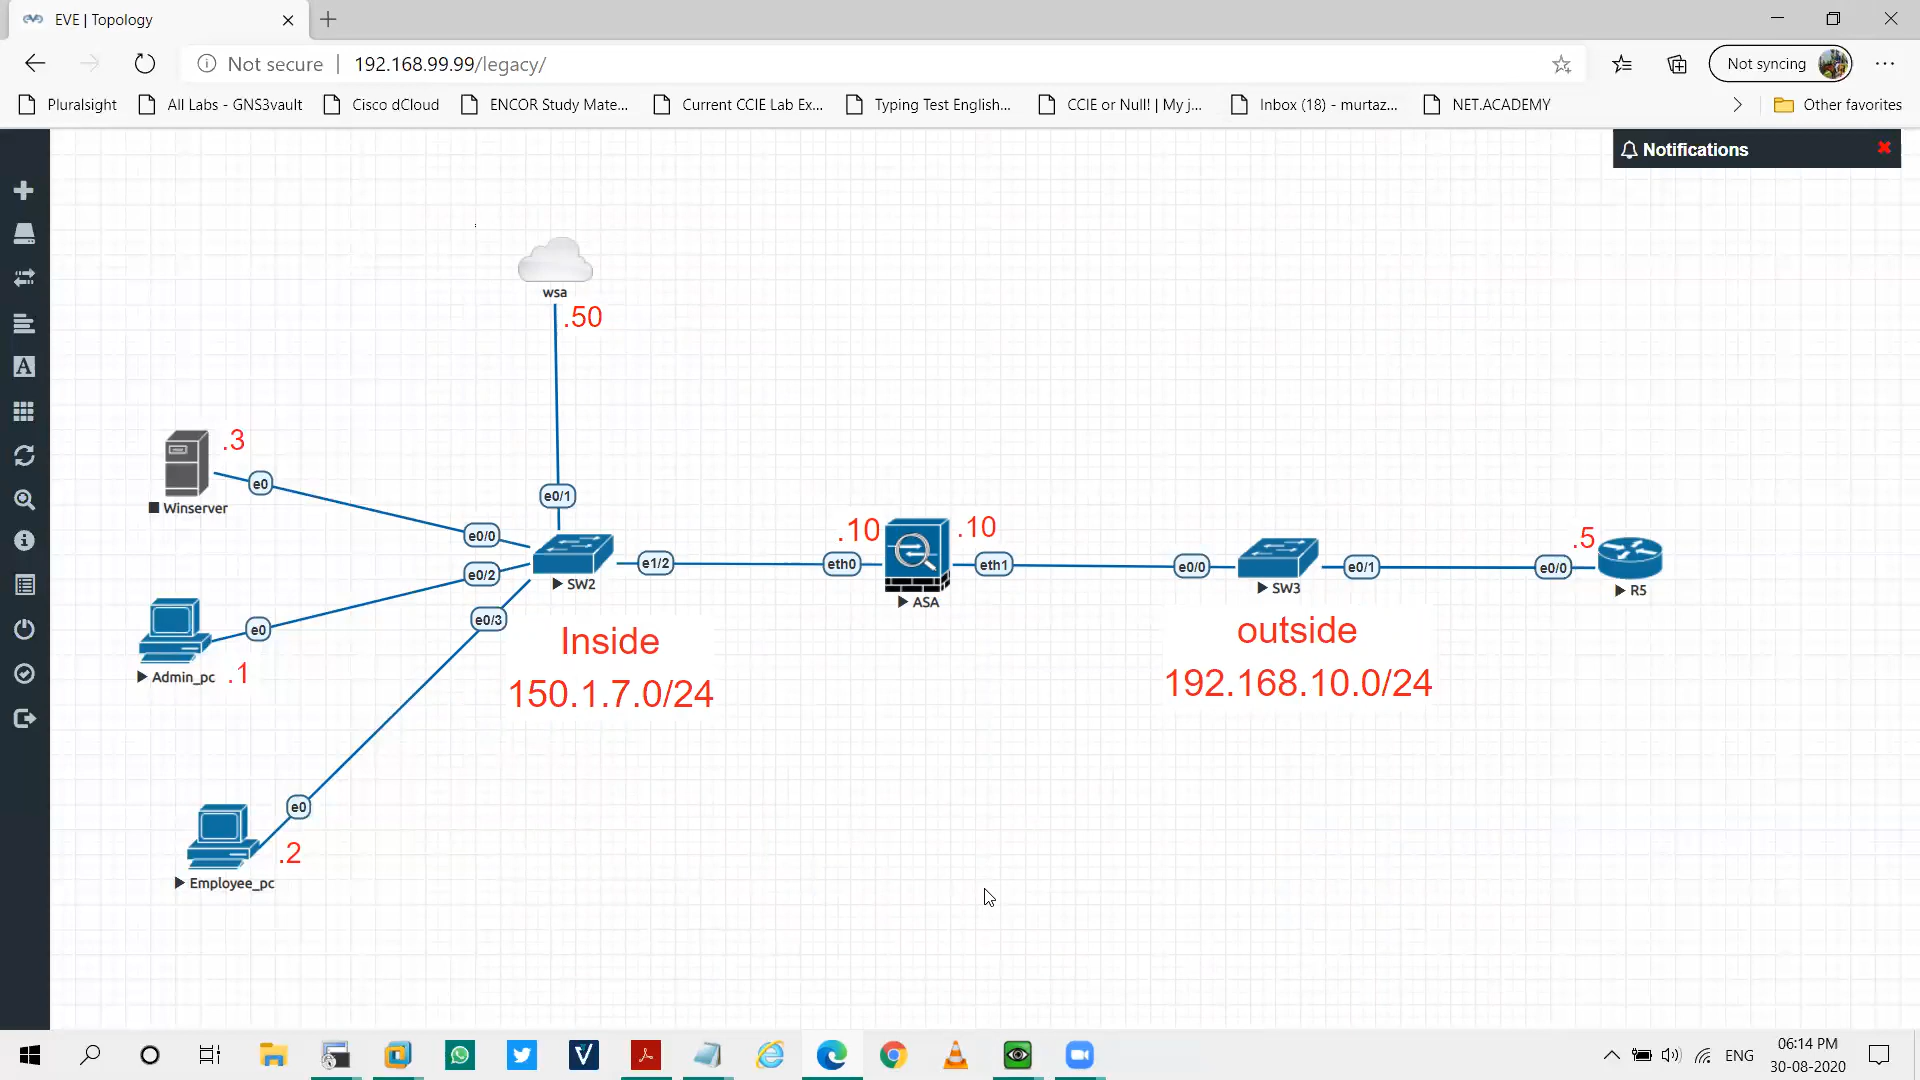 EVE | Topology
Not secure | 192.168.99.99/legacy/
Not syncing
Pluralsight
All Labs - GNS3vault
Cisco dCloud
ENCOR Study Mate...
Current CCIE Lab Ex...
Typing Test English...
CCIE or Null! | My j...
Inbox (18) - murtaz...
NET.ACADEMY
Other favorites
Notifications
wsa
.50
.3
e0
Winserver
e0/1
e0/0
.10
.10
.5
e0/2
SW2
e1/2
eth0
ASA
eth1
e0/0
SW3
e0/1
e0/0
R5
e0/3
e0
Admin_pc
.1
Inside
150.1.7.0/24
outside
192.168.10.0/24
e0
.2
Employee_pc
ENG
06:14 PM
30-08-2020